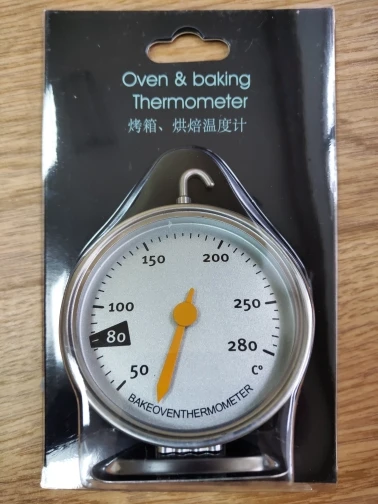 Oven & baking
Thermometer
烤箱、烘焙温度计
200
150
100
250
80
280
50
C°
BAKEOVENTHERMOMETER